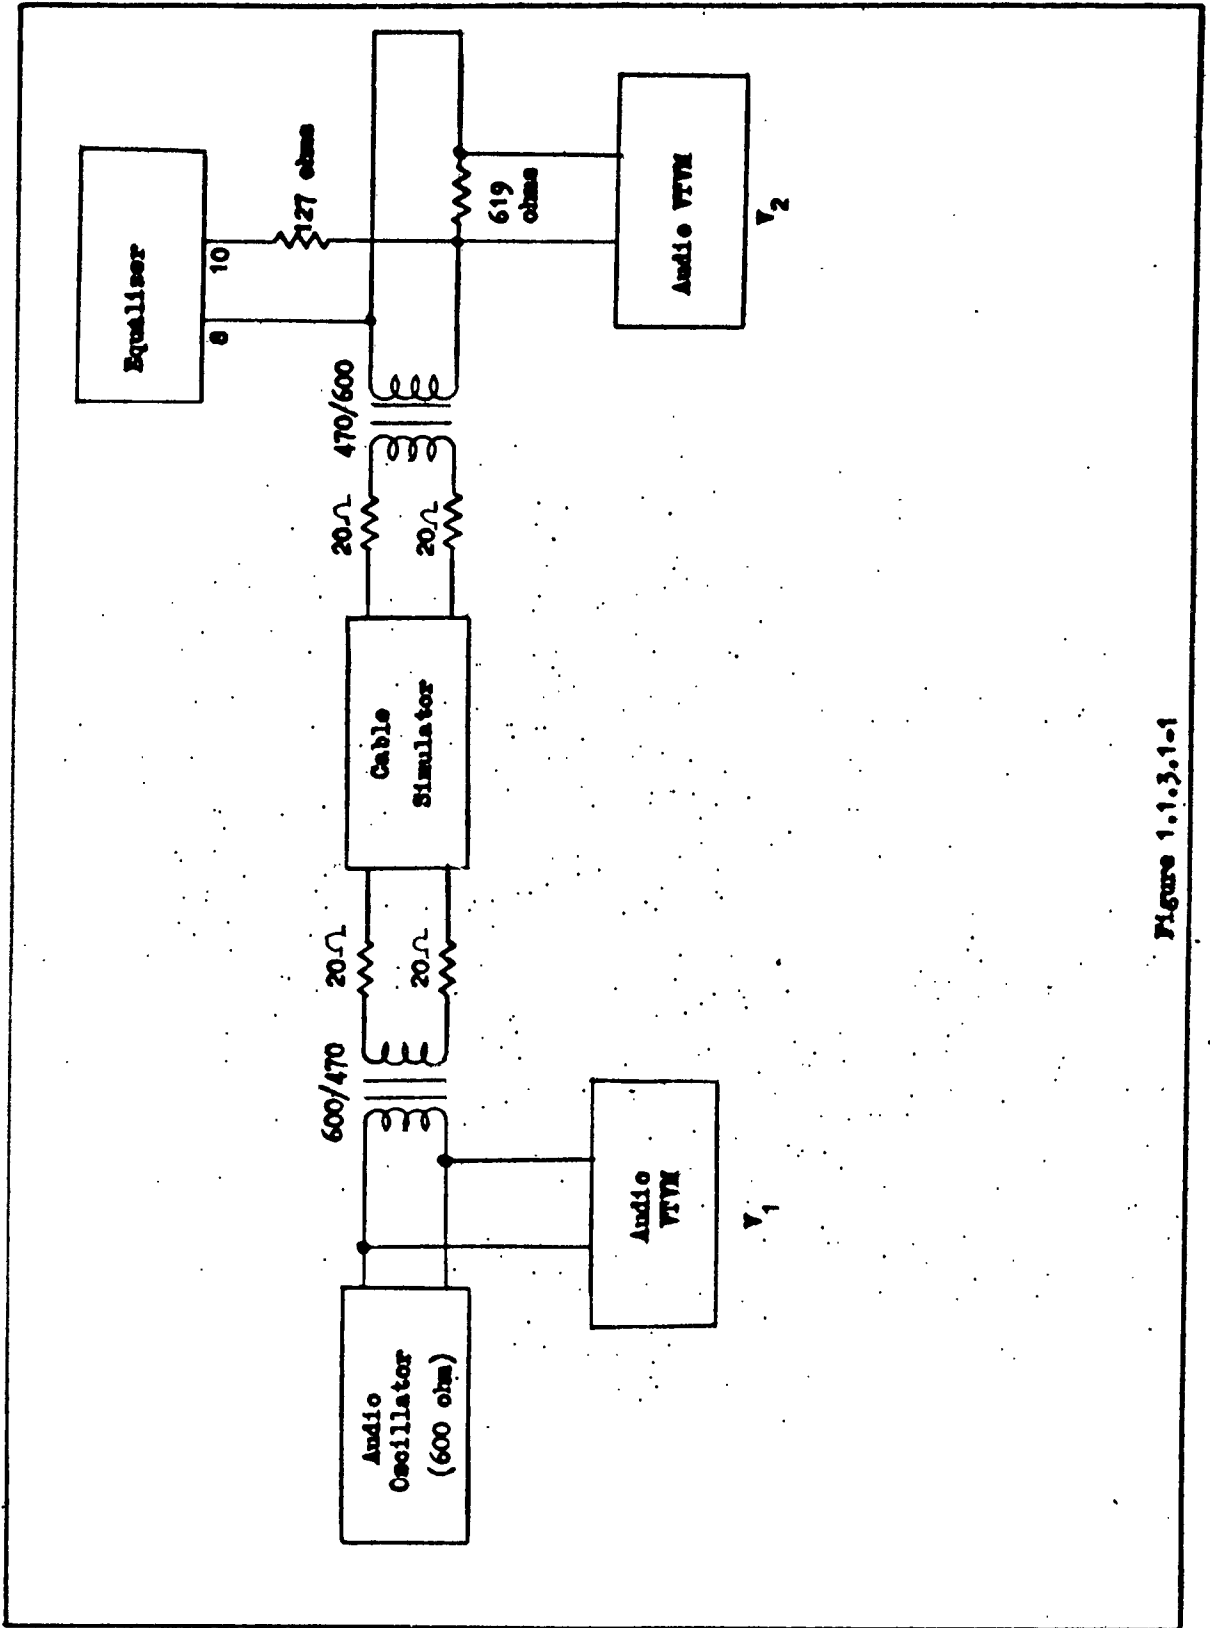 Audio
Oscillator
(600 ohm)
600/470
20Ω
20Ω
Audio
VTVM
V1
Cable
Simulator
20Ω
20Ω
470/600
Equalizer
8
10
127 ohms
619
ohms
Audio VTVM
V2
Figure 1.1.3.1-1